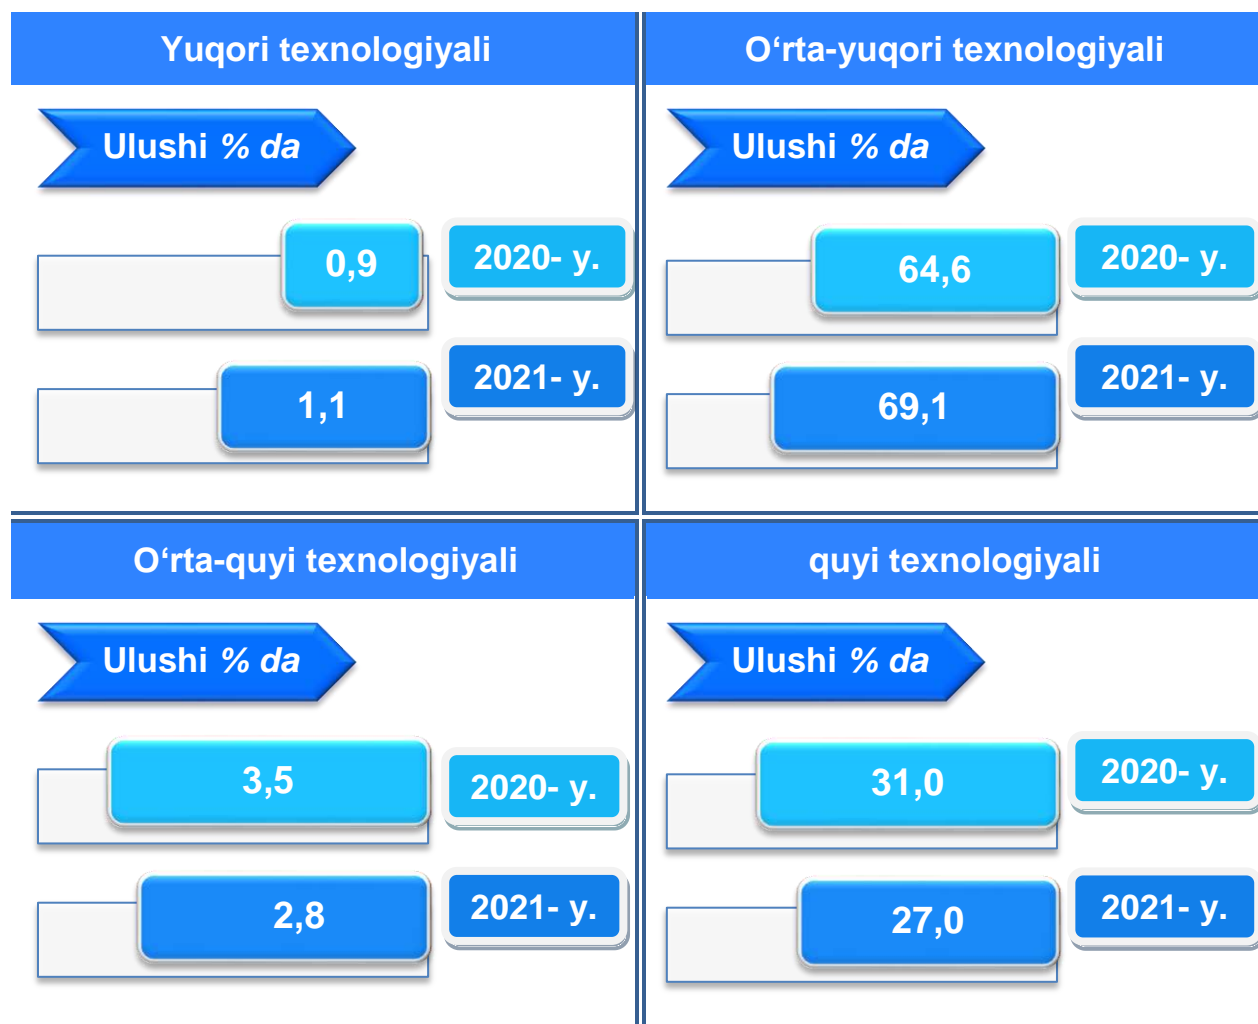 Yuqori texnologiyali
Ulushi % da
0,9
2020- y.
1,1
2021- y.
O‘rta-yuqori texnologiyali
Ulushi % da
64,6
2020- y.
69,1
2021- y.
O‘rta-quyi texnologiyali
Ulushi % da
3,5
2020- y.
2,8
2021- y.
quyi texnologiyali
Ulushi % da
31,0
2020- y.
27,0
2021- y.